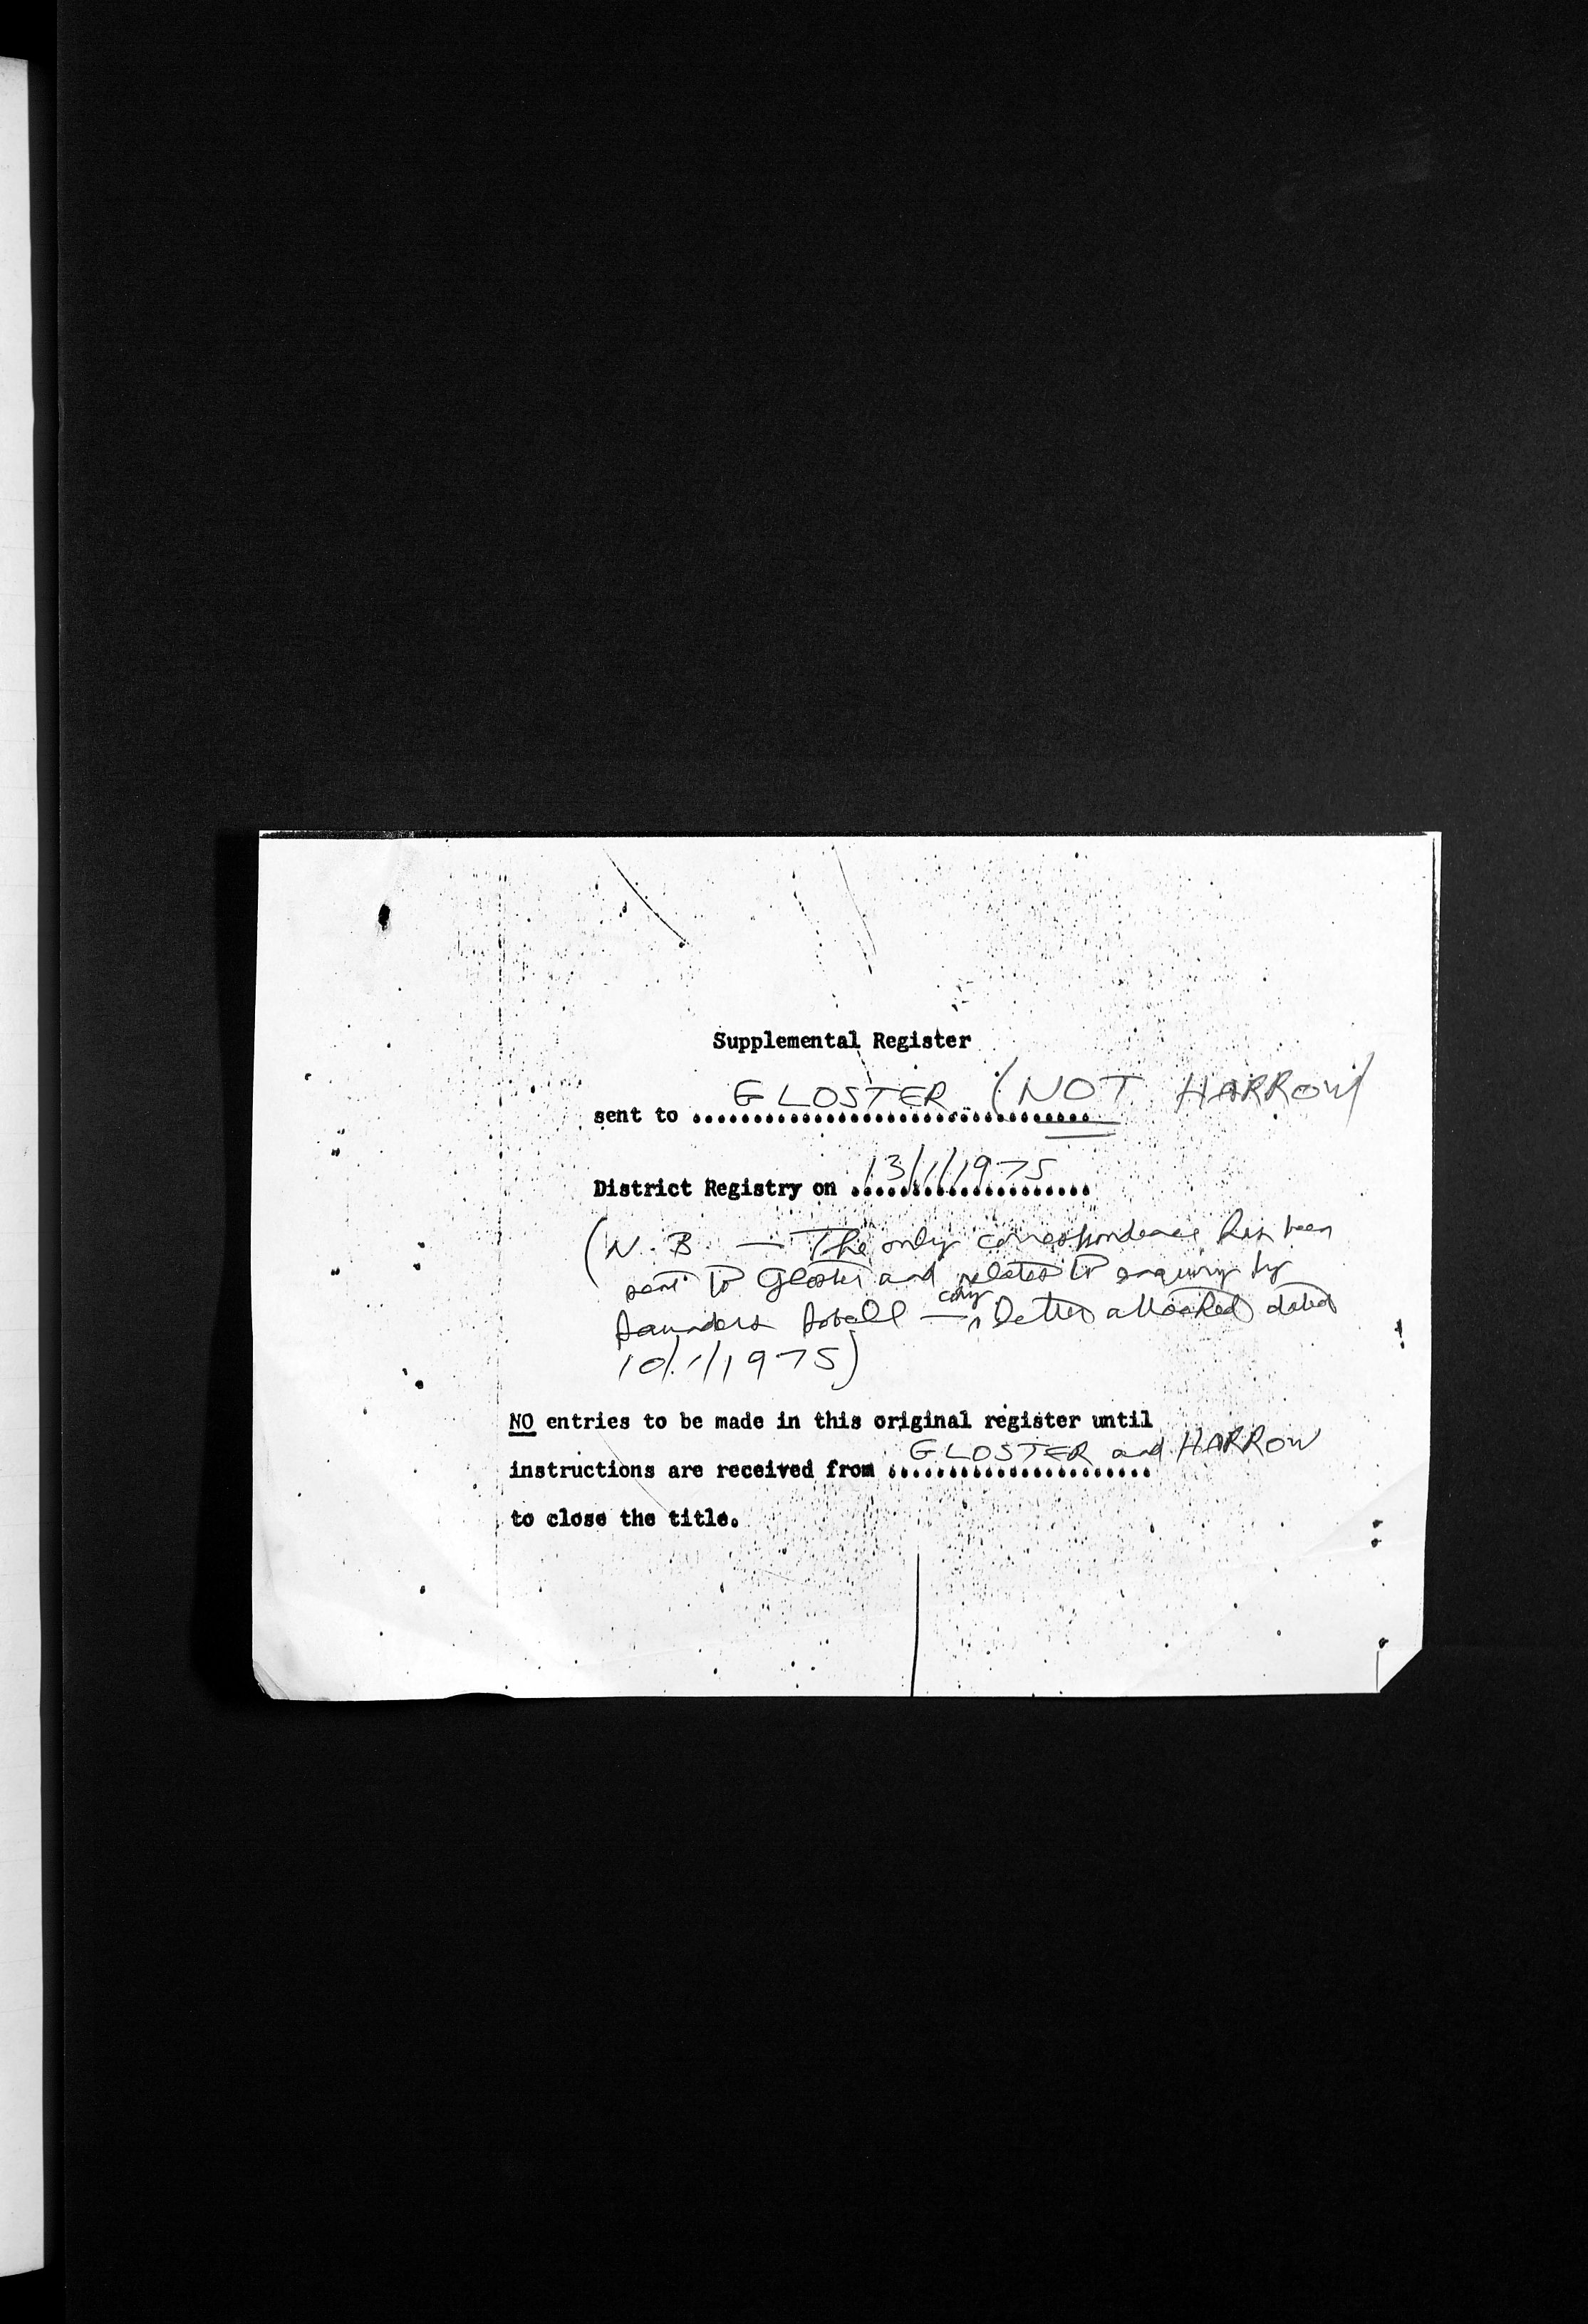 Supplemental Register
sent to GLOSTER (NOT HARROW)
District Registry on 13/1/1975
(N.B. — The only correspondence has been
sent to Gloster and relates to enquiry by
Saunders Sobell — copy letter attached dated
10/1/1975)
NO entries to be made in this original register until
instructions are received from GLOSTER and HARROW
to close the title.